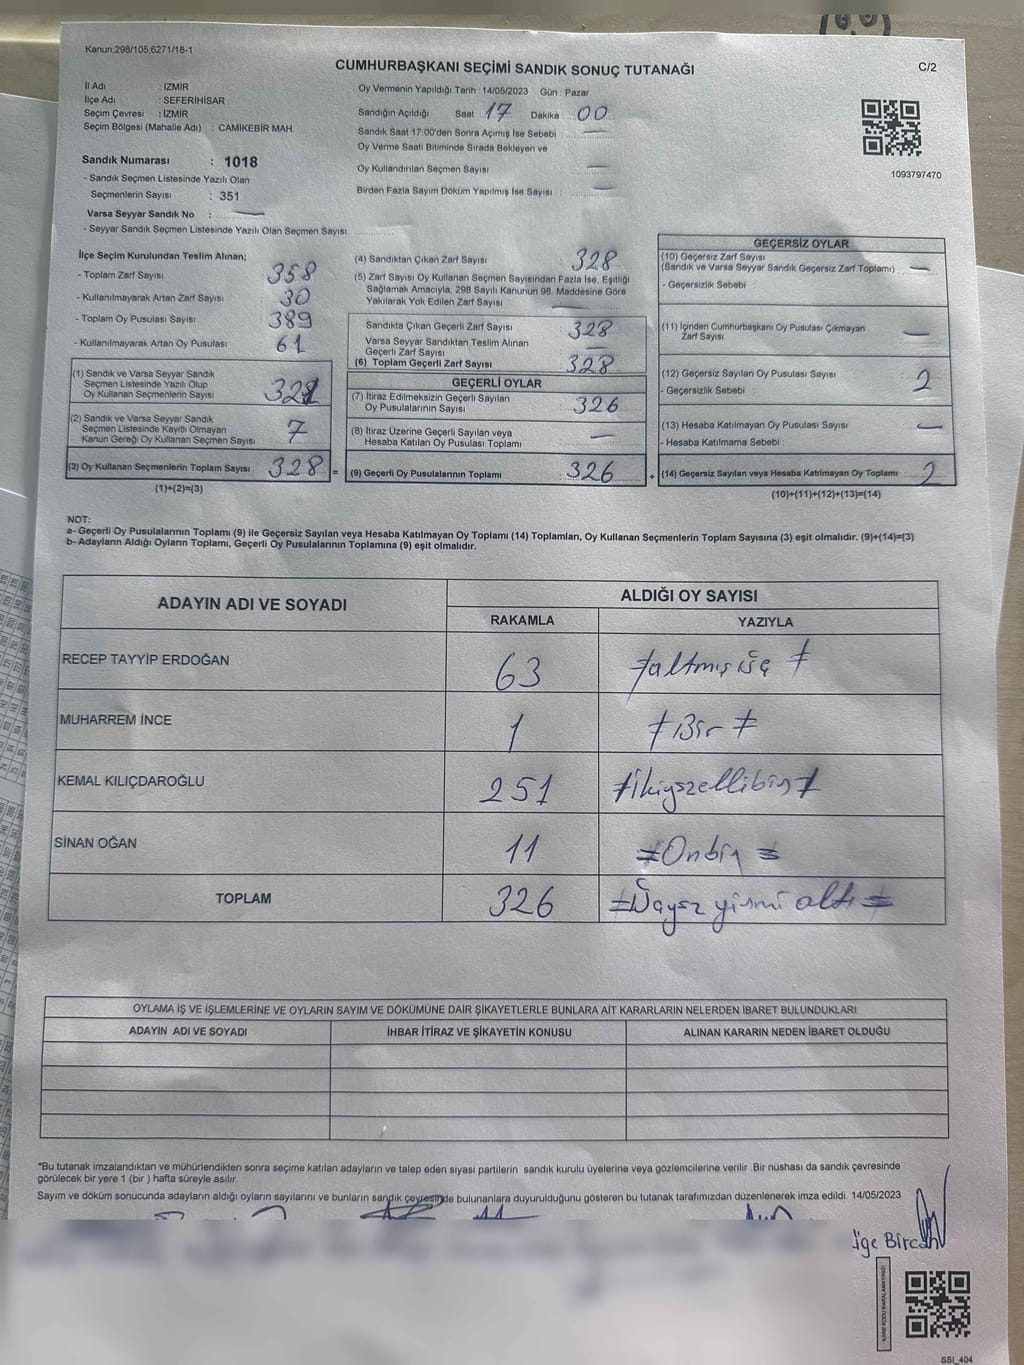 Kanun:298/105:6271/18-1
CUMHURBAŞKANI SEÇİMİ SANDIK SONUÇ TUTANAĞI
C/2
İl Adı : İZMİR
İlçe Adı : SEFERİHİSAR
Seçim Çevresi : İZMİR
Seçim Bölgesi (Mahalle Adı) : CAMİKEBİR MAH.
Sandık Numarası : 1018
- Sandık Seçmen Listesinde Yazılı Olan
Seçmenlerin Sayısı : 351
Varsa Seyyar Sandık No : —
- Seyyar Sandık Seçmen Listesinde Yazılı Olan Seçmen Sayısı
Oy Vermenin Yapıldığı Tarih : 14/05/2023 Gün : Pazar
Sandığın Açıldığı Saat : 17 Dakika : 00
Sandık Saat 17:00'den Sonra Açımış İse Sebebi —
Oy Verme Saati Bitiminde Sırada Bekleyen ve
Oy Kullandırılan Seçmen Sayısı —
Birden Fazla Sayım Döküm Yapılmış İse Sayısı —
1093797470
İlçe Seçim Kurulundan Teslim Alınan;
- Toplam Zarf Sayısı 358
- Kullanılmayarak Artan Zarf Sayısı 30
- Toplam Oy Pusulası Sayısı 389
- Kullanılmayarak Artan Oy Pusulası 61
(1) Sandık ve Varsa Seyyar Sandık
Seçmen Listesinde Yazılı Olup
Oy Kullanan Seçmenlerin Sayısı 321
(2) Sandık ve Varsa Seyyar Sandık
Seçmen Listesinde Kayıtlı Olmayan
Kanun Gereği Oy Kullanan Seçmen Sayısı 7
(3) Oy Kullanan Seçmenlerin Toplam Sayısı 328 =
(1)+(2)=(3)
(4) Sandıktan Çıkan Zarf Sayısı 328
(5) Zarf Sayısı Oy Kullanan Seçmen Sayısından Fazla İse, Eşitliği
Sağlamak Amacıyla, 298 Sayılı Kanunun 98. Maddesine Göre
Yakılarak Yok Edilen Zarf Sayısı —
Sandıkta Çıkan Geçerli Zarf Sayısı 328
Varsa Seyyar Sandıktan Teslim Alınan
Geçerli Zarf Sayısı —
(6) Toplam Geçerli Zarf Sayısı 328
GEÇERLİ OYLAR
(7) İtiraz Edilmeksizin Geçerli Sayılan
Oy Pusulalarının Sayısı 326
(8) İtiraz Üzerine Geçerli Sayılan veya
Hesaba Katılan Oy Pusulası Toplamı —
(9) Geçerli Oy Pusulalarının Toplamı 326 +
GEÇERSİZ OYLAR
(10) Geçersiz Zarf Sayısı
(Sandık ve Varsa Seyyar Sandık Geçersiz Zarf Toplamı) —
- Geçersizlik Sebebi
(11) İçinden Cumhurbaşkanı Oy Pusulası Çıkmayan
Zarf Sayısı —
(12) Geçersiz Sayılan Oy Pusulası Sayısı 2
- Geçersizlik Sebebi :
(13) Hesaba Katılmayan Oy Pusulası Sayısı —
- Hesaba Katılmama Sebebi :
(14) Geçersiz Sayılan veya Hesaba Katılmayan Oy Toplamı 2
(10)+(11)+(12)+(13)=(14)
NOT:
a- Geçerli Oy Pusulalarının Toplamı (9) ile Geçersiz Sayılan veya Hesaba Katılmayan Oy Toplamı (14) Toplamları, Oy Kullanan Seçmenlerin Toplam Sayısına (3) eşit olmalıdır. (9)+(14)=(3)
b- Adayların Aldığı Oyların Toplamı, Geçerli Oy Pusulalarının Toplamına (9) eşit olmalıdır.
ADAYIN ADI VE SOYADI
ALDIĞI OY SAYISI
RAKAMLA YAZIYLA
RECEP TAYYİP ERDOĞAN 63 ≠altmışüç≠
MUHARREM İNCE 1 ≠Bir≠
KEMAL KILIÇDAROĞLU 251 ≠ikiyüzellibir≠
SİNAN OĞAN 11 ≠Onbir≠
TOPLAM 326 ≠Üçyüz yirmi altı≠
OYLAMA İŞ VE İŞLEMLERİNE VE OYLARIN SAYIM VE DÖKÜMÜNE DAİR ŞİKAYETLERLE BUNLARA AİT KARARLARIN NELERDEN İBARET BULUNDUKLARI
ADAYIN ADI VE SOYADI İHBAR İTİRAZ VE ŞİKAYETİN KONUSU ALINAN KARARIN NEDEN İBARET OLDUĞU
*Bu tutanak imzalandıktan ve mühürlendikten sonra seçime katılan adayların ve talep eden siyasi partilerin sandık kurulu üyelerine veya gözlemcilerine verilir .Bir nüshası da sandık çevresinde
görülecek bir yere 1 (bir ) hafta süreyle asılır.
Sayım ve döküm sonucunda adayların aldığı oyların sayılarını ve bunların sandık çevresinde bulunanlara duyurulduğunu gösteren bu tutanak tarafımızdan düzenlenerek imza edildi. 14/05/2023
Bircan
SSI_404